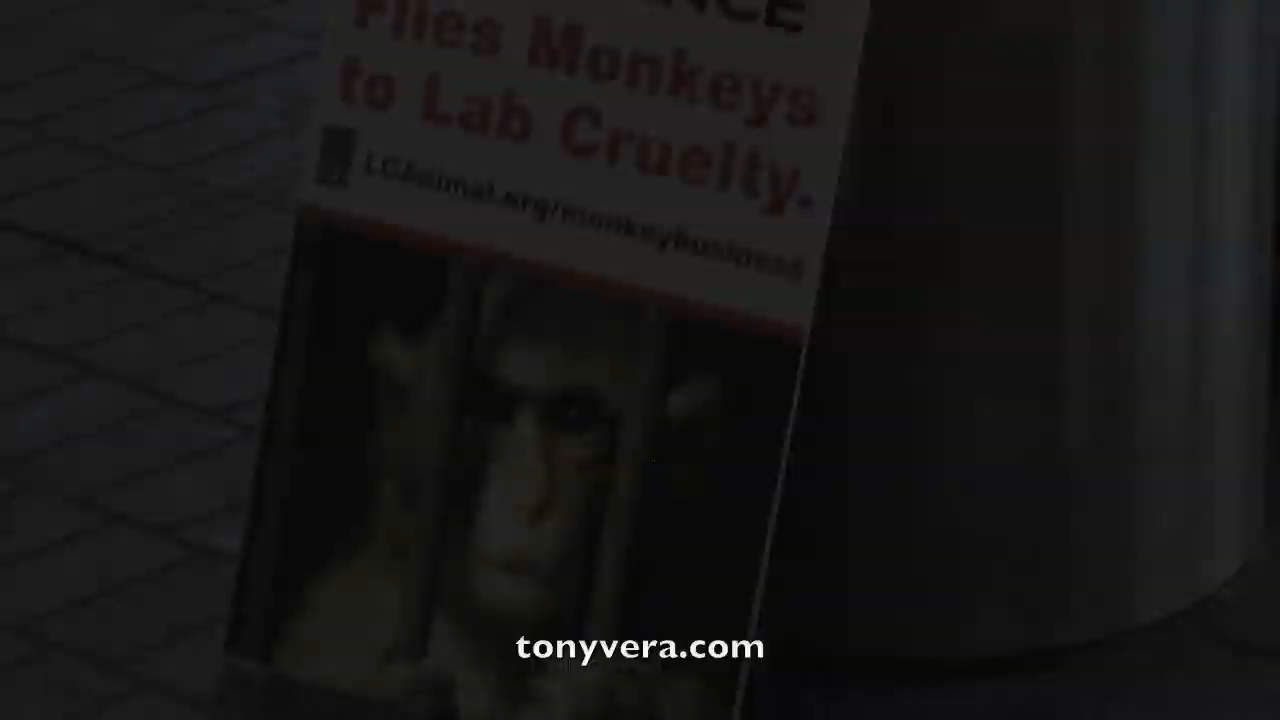 Flies Monkeys
to Lab Cruelty.
LCAnimal.org/monkeybusiness
tonyvera.com